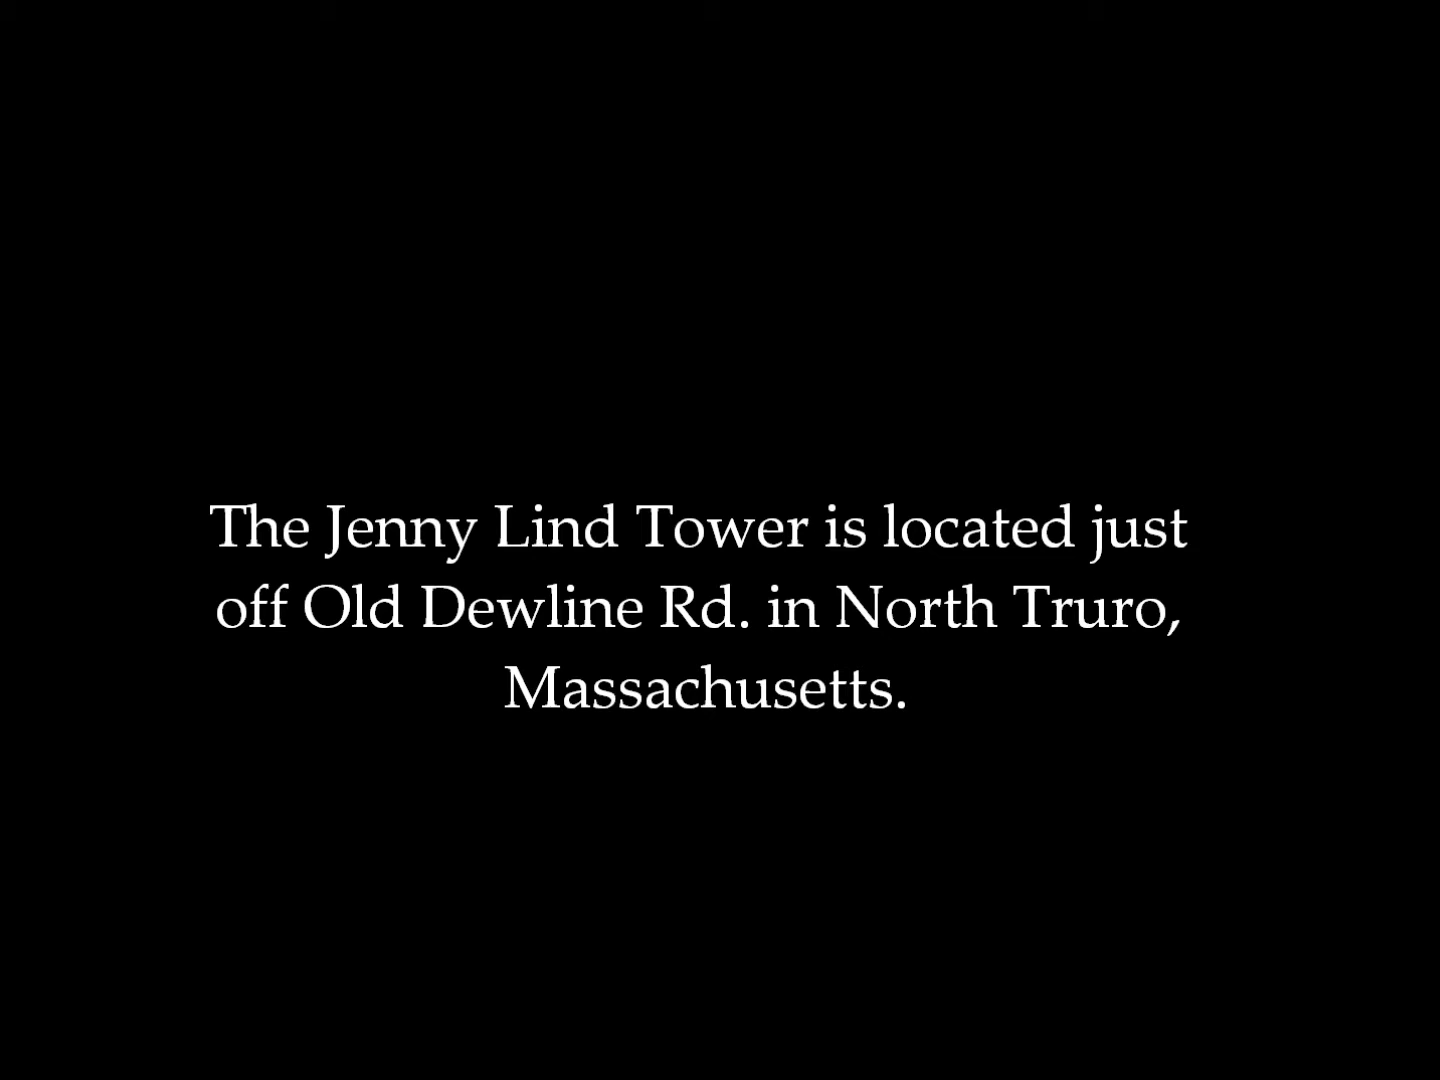 The Jenny Lind Tower is located just
off Old Dewline Rd. in North Truro,
Massachusetts.